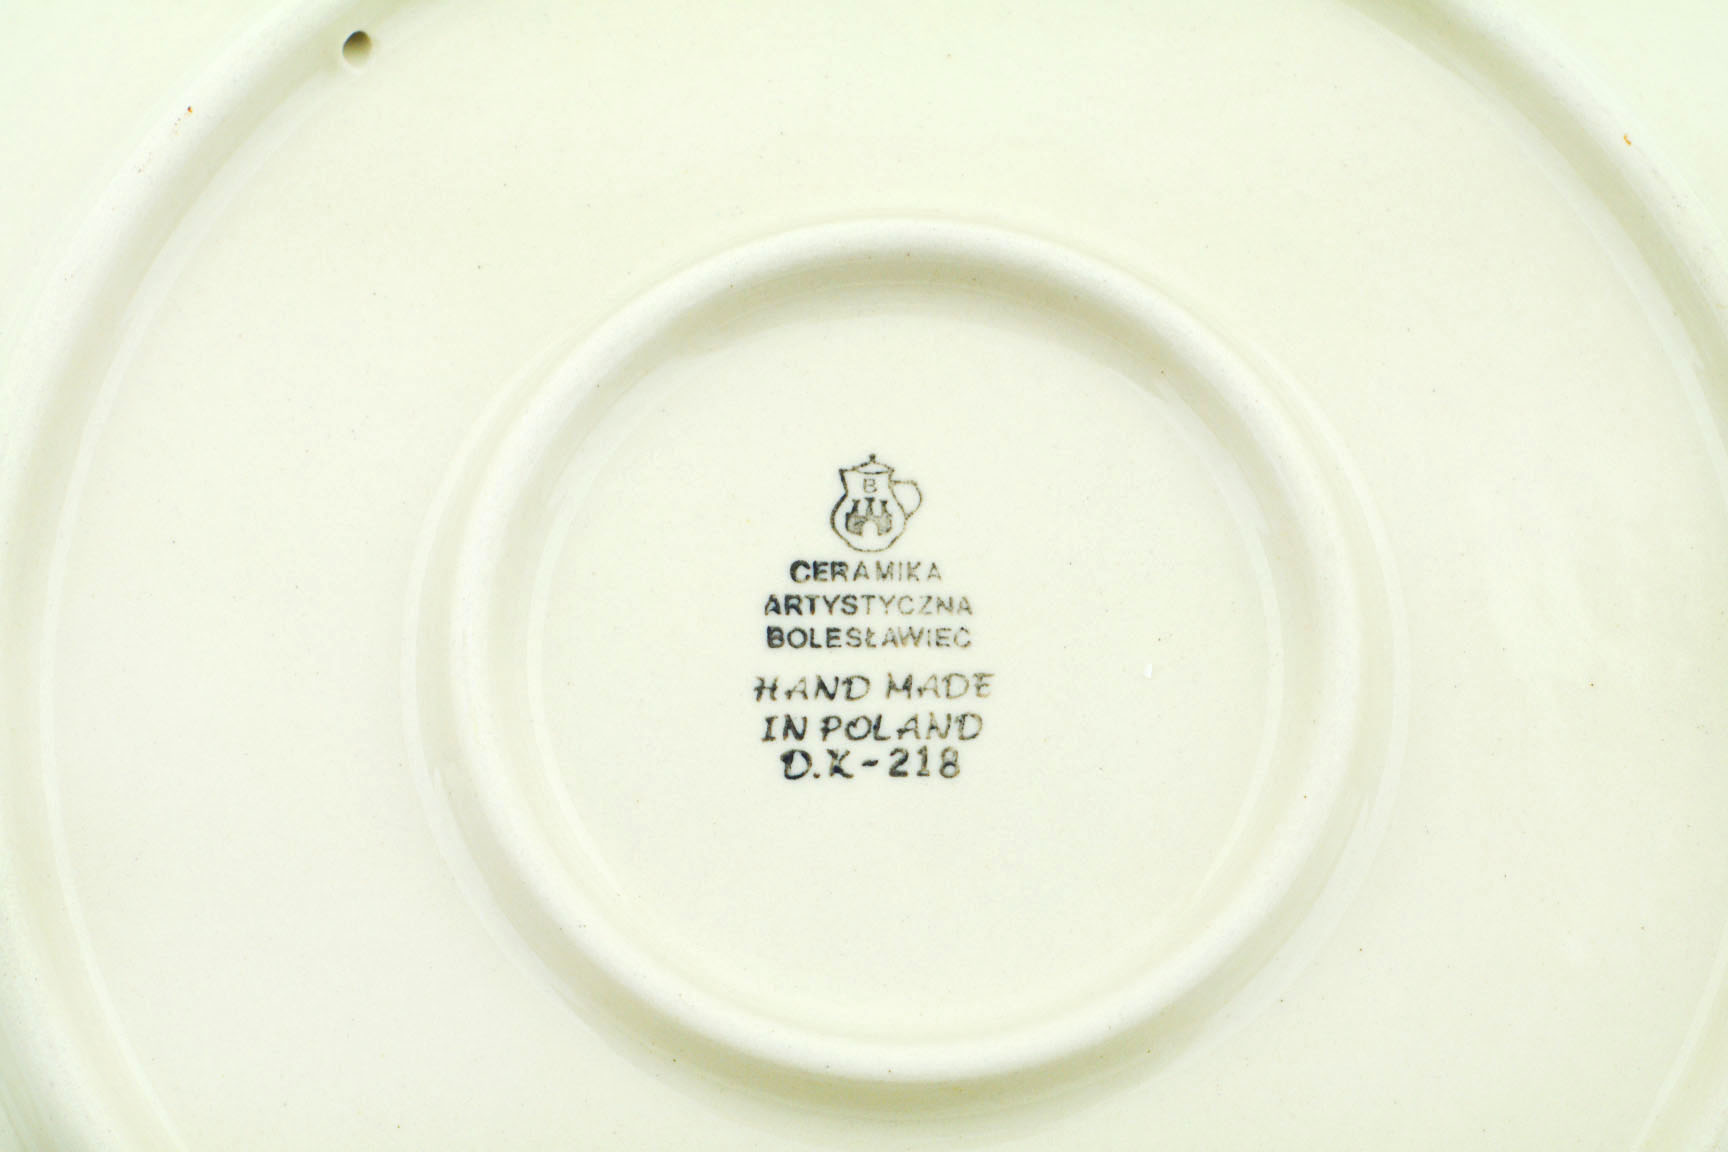 B
CERAMIKA
ARTYSTYCZNA
BOLESŁAWIEC
HAND MADE
IN POLAND
D.X-218